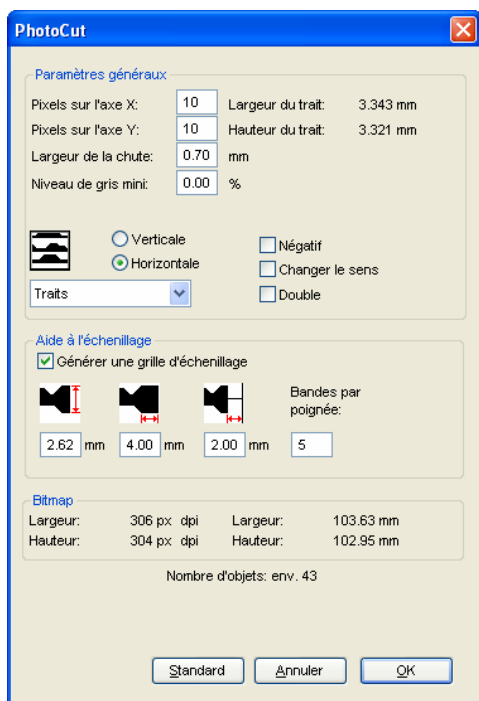 PhotoCut
Paramètres généraux
Pixels sur l'axe X: 10 Largeur du trait: 3.343 mm
Pixels sur l'axe Y: 10 Hauteur du trait: 3.321 mm
Largeur de la chute: 0.70 mm
Niveau de gris mini: 0.00 %
Verticale
Horizontale
Négatif
Changer le sens
Traits
Double
Aide à l'échenillage
Générer une grille d'échenillage
Bandes par
poignée:
2.62 mm 4.00 mm 2.00 mm 5
Bitmap
Largeur: 306 px dpi Largeur: 103.63 mm
Hauteur: 304 px dpi Hauteur: 102.95 mm
Nombre d'objets: env. 43
Standard Annuler OK